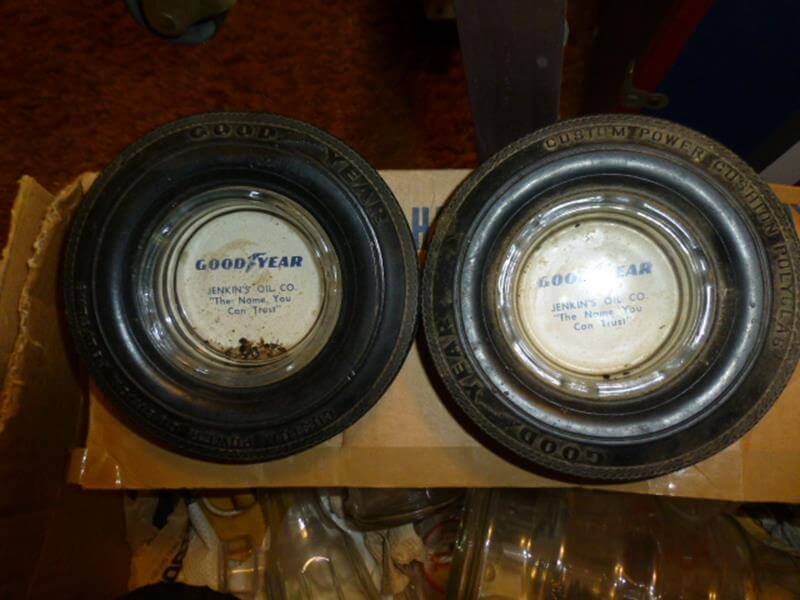 GOOD YEAR
GOODYEAR
JENKIN'S OIL CO.
"The Name You
Can Trust"
CUSTOM POWER CUSHION POLYGLAS
GOOD YEAR
GOODYEAR
JENKIN'S OIL CO.
"The Name You
Can Trust"